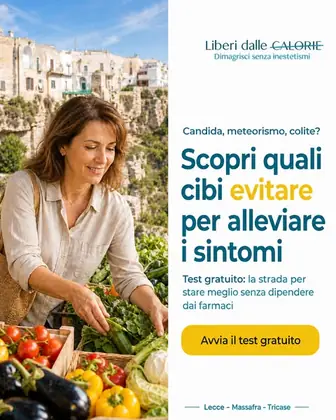 Liberi dalle CALORIE
Dimagrisci senza inestetismi
Candida, meteorismo, colite?
Scopri quali
cibi evitare
per alleviare
i sintomi
Test gratuito: la strada per
stare meglio senza dipendere
dai farmaci
Avvia il test gratuito
Lecce - Massafra - Tricase